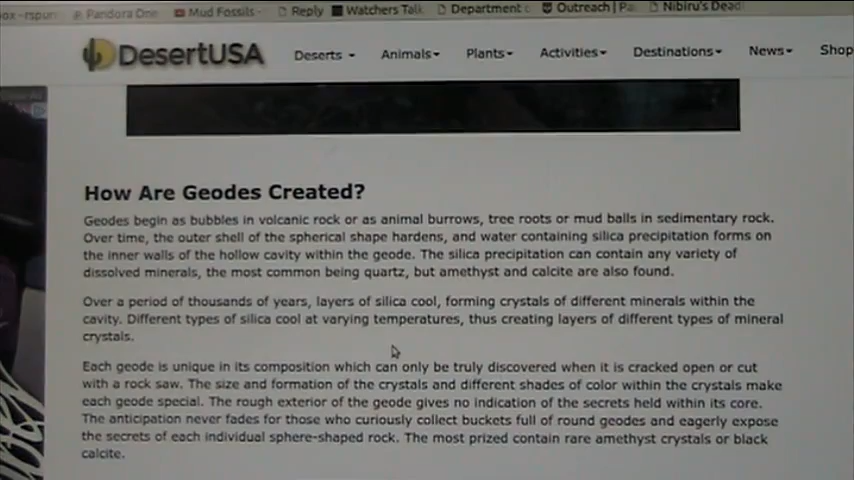 Pandora One Mud Fossils Reply Watchers Talk Department Outreach | Nibiru's Dead
DesertUSA Deserts Animals Plants Activities Destinations News Shop
How Are Geodes Created?
Geodes begin as bubbles in volcanic rock or as animal burrows, tree roots or mud balls in sedimentary rock.
Over time, the outer shell of the spherical shape hardens, and water containing silica precipitation forms on
the inner walls of the hollow cavity within the geode. The silica precipitation can contain any variety of
dissolved minerals, the most common being quartz, but amethyst and calcite are also found.
Over a period of thousands of years, layers of silica cool, forming crystals of different minerals within the
cavity. Different types of silica cool at varying temperatures, thus creating layers of different types of mineral
crystals.
Each geode is unique in its composition which can only be truly discovered when it is cracked open or cut
with a rock saw. The size and formation of the crystals and different shades of color within the crystals make
each geode special. The rough exterior of the geode gives no indication of the secrets held within its core.
The anticipation never fades for those who curiously collect buckets full of round geodes and eagerly expose
the secrets of each individual sphere-shaped rock. The most prized contain rare amethyst crystals or black
calcite.